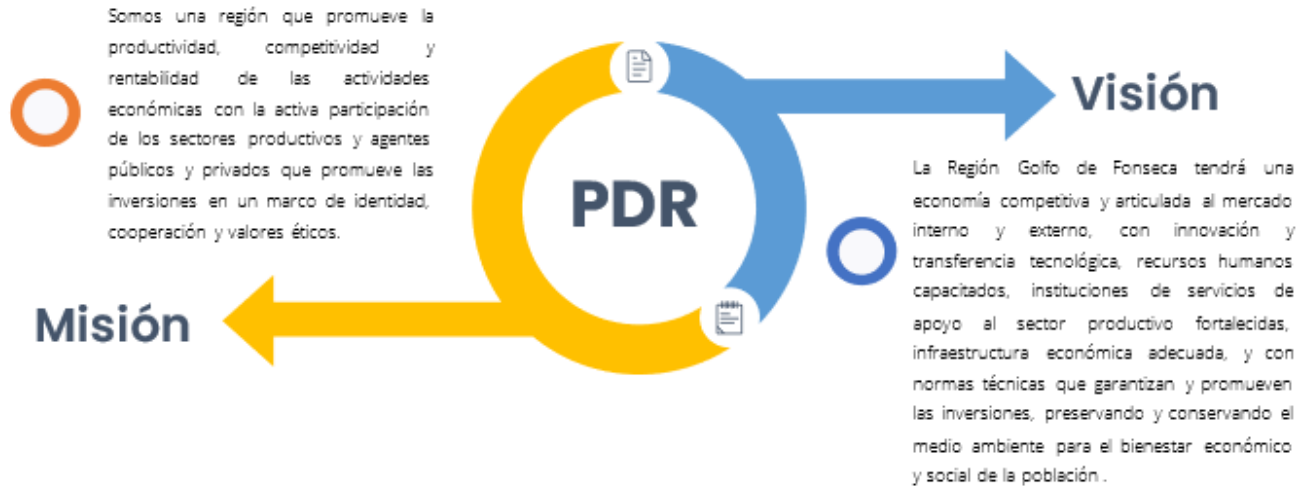 Somos una región que promueve la
productividad, competitividad y
rentabilidad de las actividades
económicas con la activa participación
de los sectores productivos y agentes
públicos y privados que promueve las
inversiones en un marco de identidad,
cooperación y valores éticos.
Misión
PDR
Visión
La Región Golfo de Fonseca tendrá una
economía competitiva y articulada al mercado
interno y externo, con innovación y
transferencia tecnológica, recursos humanos
capacitados, instituciones de servicios de
apoyo al sector productivo fortalecidas,
infraestructura económica adecuada, y con
normas técnicas que garantizan y promueven
las inversiones, preservando y conservando el
medio ambiente para el bienestar económico
y social de la población .